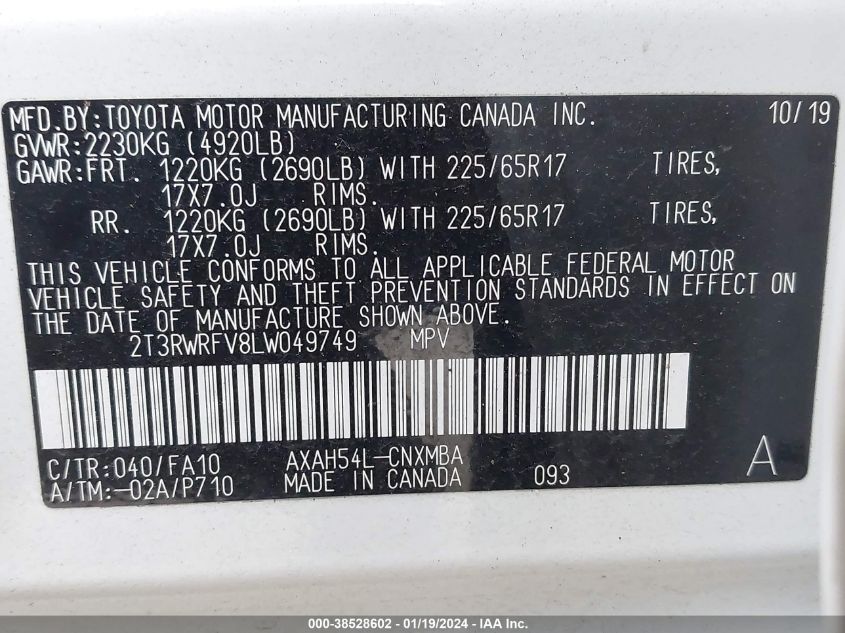 MFD.BY:TOYOTA MOTOR MANUFACTURING CANADA INC. 10/19
GVWR:2230KG (4920LB)
GAWR:FRT. 1220KG (2690LB) WITH 225/65R17 TIRES,
17X7.0J RIMS.
RR. 1220KG (2690LB) WITH 225/65R17 TIRES,
17X7.0J RIMS.
THIS VEHICLE CONFORMS TO ALL APPLICABLE FEDERAL MOTOR
VEHICLE SAFETY AND THEFT PREVENTION STANDARDS IN EFFECT ON
THE DATE OF MANUFACTURE SHOWN ABOVE.
2T3RWRFV8LW049749 MPV
C/TR:040/FA10 AXAH54L-CNXMBA
A/TM:-02A/P710 MADE IN CANADA 093 A
000-38528602 - 01/19/2024 - IAA Inc.